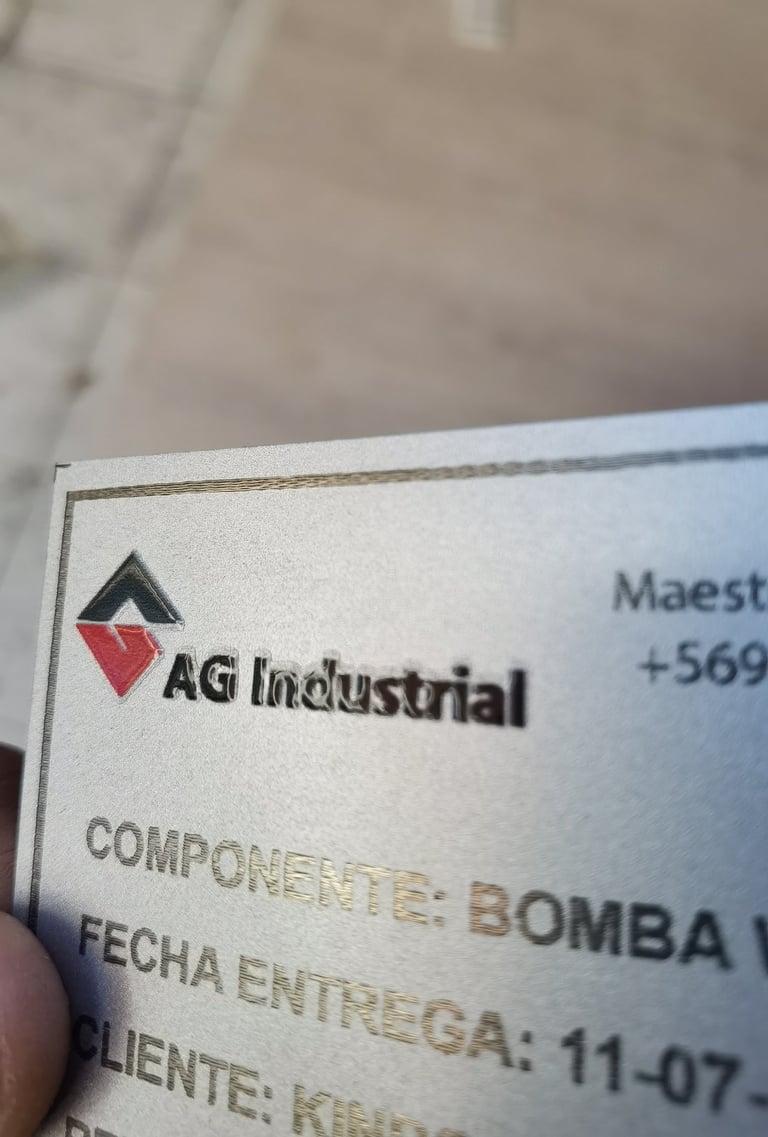 AG Industrial
Maest
+569
COMPONENTE: BOMBA
FECHA ENTREGA: 11-07-
CLIENTE: